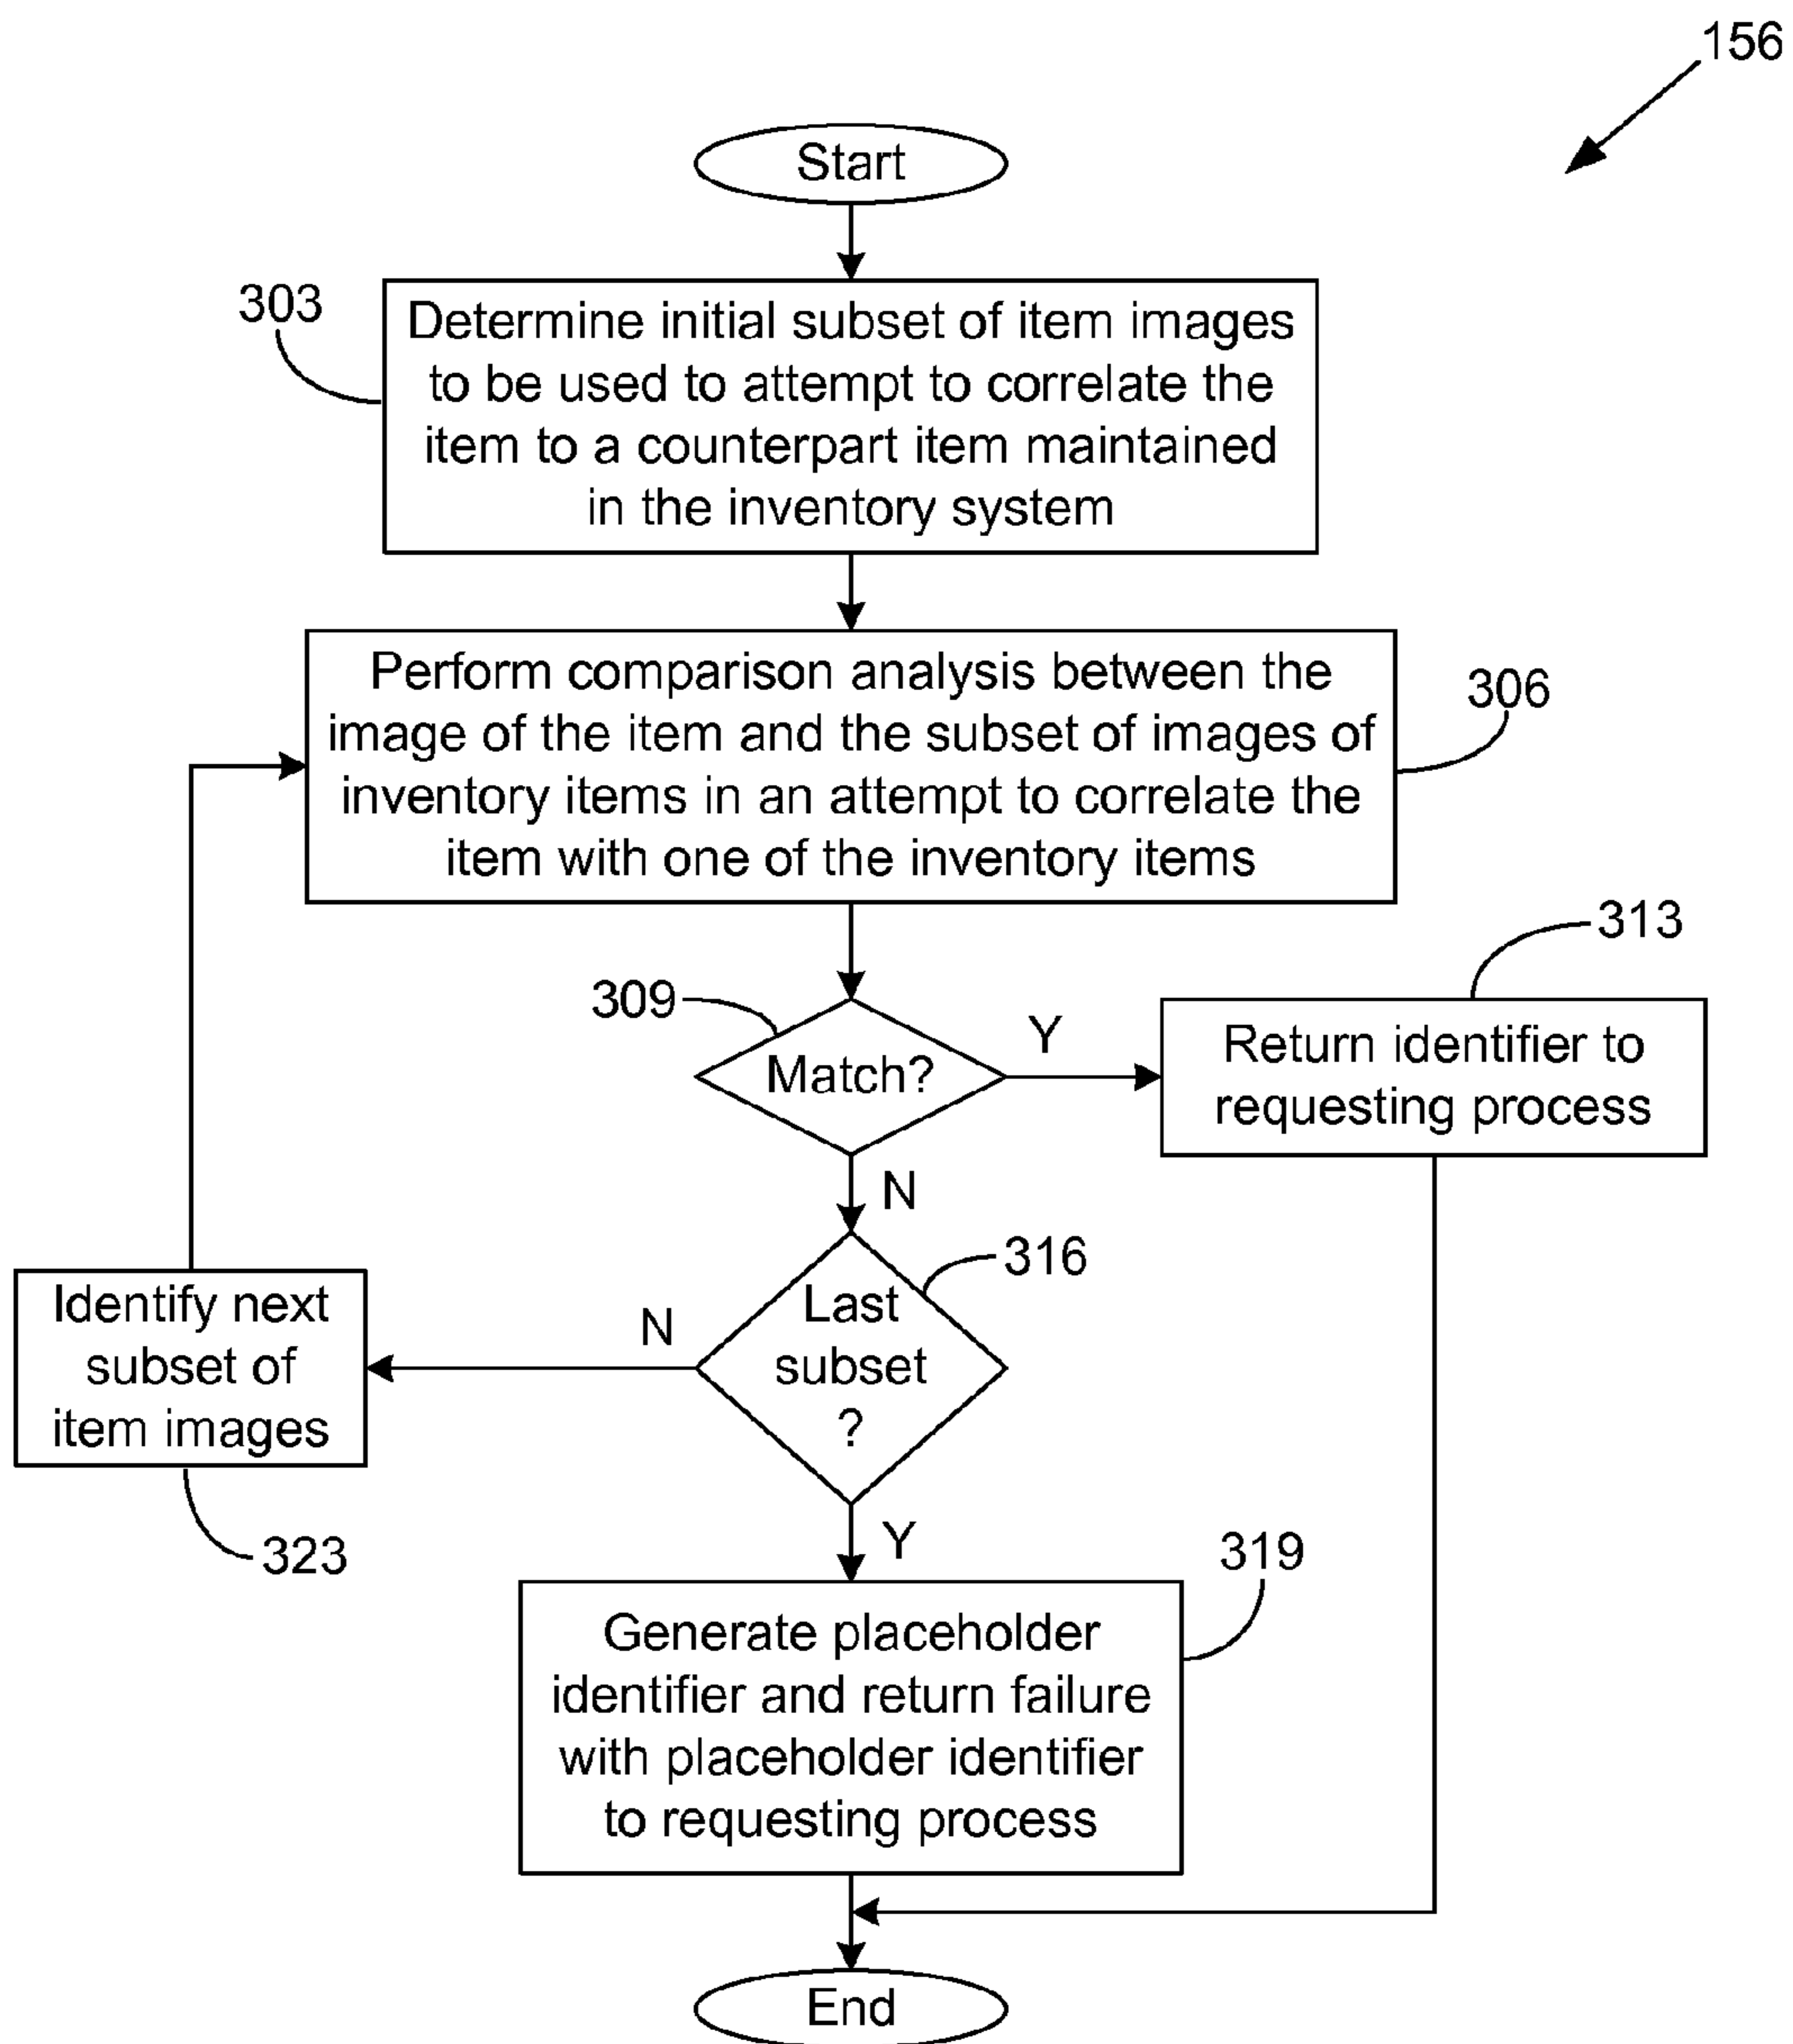 156
Start
303
Determine initial subset of item images
to be used to attempt to correlate the
item to a counterpart item maintained
in the inventory system
306
Perform comparison analysis between the
image of the item and the subset of images of
inventory items in an attempt to correlate the
item with one of the inventory items
309
Match?
Y
313
Return identifier to
requesting process
N
316
Last
subset
?
N
Identify next
subset of
item images
323
Y
319
Generate placeholder
identifier and return failure
with placeholder identifier
to requesting process
End